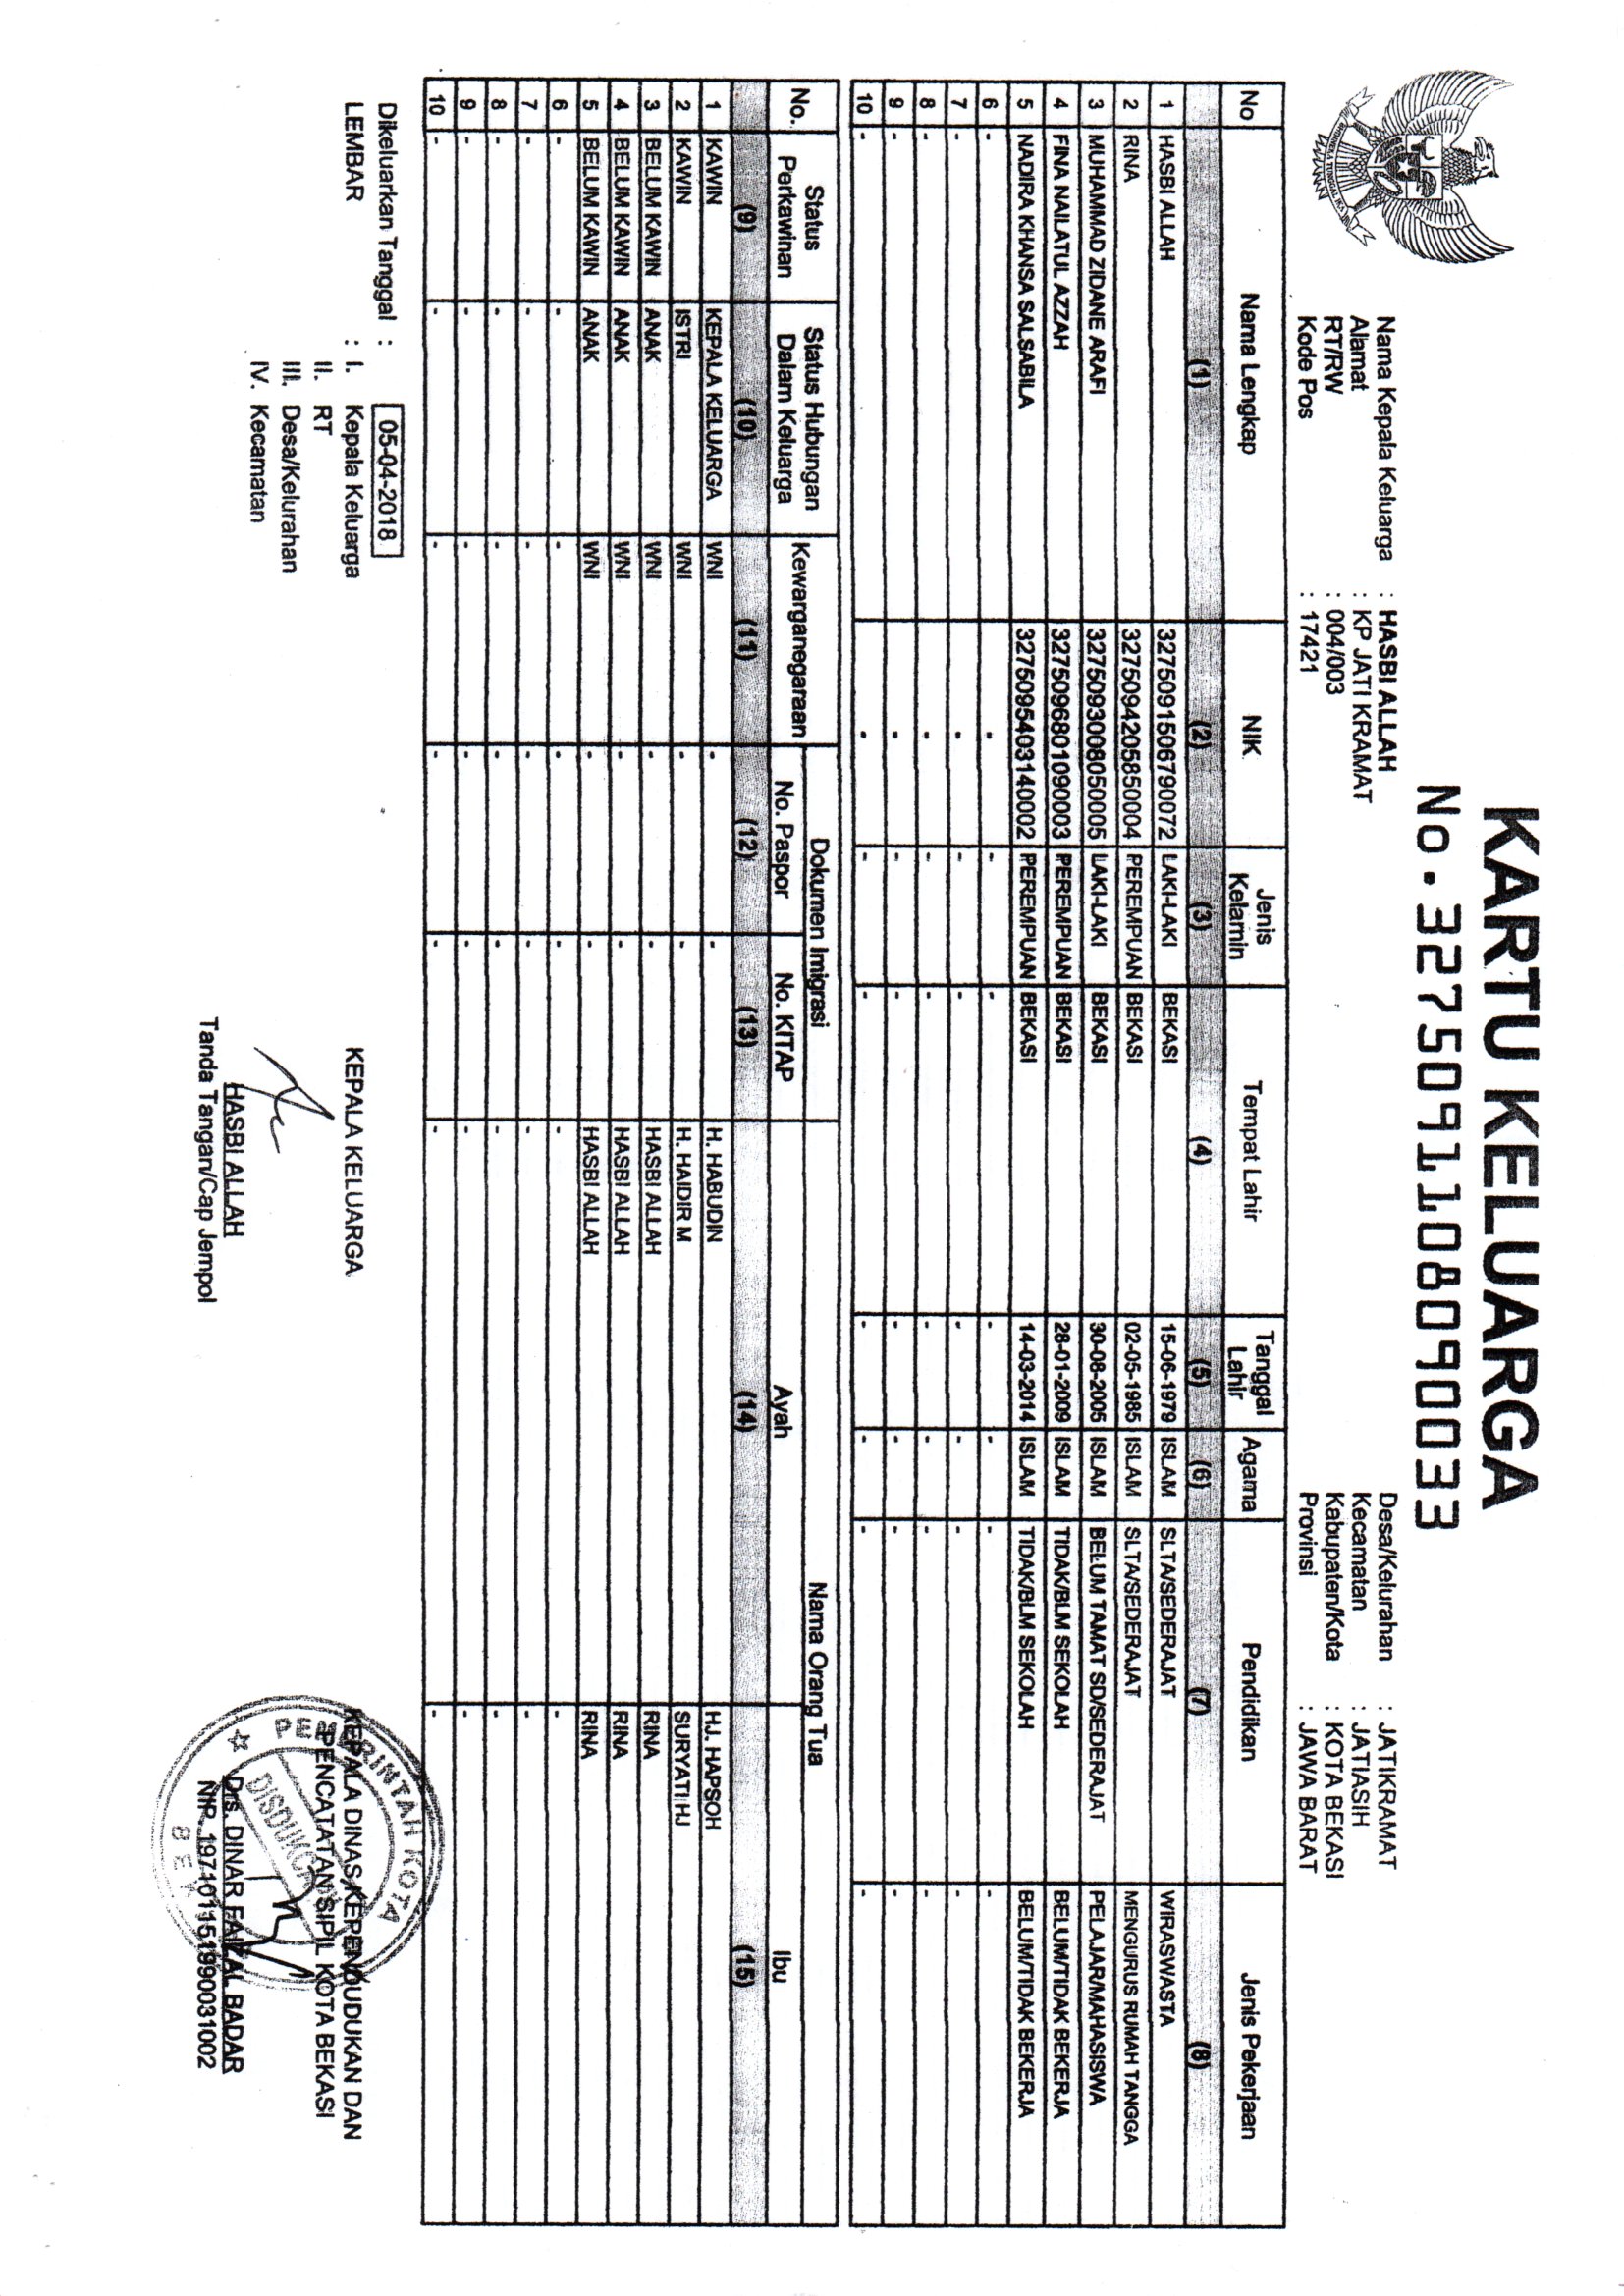 KARTU KELUARGA
No. 3275091108090033
BHINNEKA TUNGGAL IKA
Nama Kepala Keluarga : HASBI ALLAH
Alamat : KP JATI KRAMAT
RT/RW : 004/003
Kode Pos : 17421
Desa/Kelurahan : JATIKRAMAT
Kecamatan : JATIASIH
Kabupaten/Kota : KOTA BEKASI
Provinsi : JAWA BARAT
No Nama Lengkap NIK Jenis Kelamin Tempat Lahir Tanggal Lahir Agama Pendidikan Jenis Pekerjaan
(1) (2) (3) (4) (5) (6) (7) (8)
1 HASBI ALLAH 3275091506790072 LAKI-LAKI BEKASI 15-06-1979 ISLAM SLTA/SEDERAJAT WIRASWASTA
2 RINA 3275094205850004 PEREMPUAN BEKASI 02-05-1985 ISLAM SLTA/SEDERAJAT MENGURUS RUMAH TANGGA
3 MUHAMMAD ZIDANE ARAFI 3275093008050005 LAKI-LAKI BEKASI 30-08-2005 ISLAM BELUM TAMAT SD/SEDERAJAT PELAJAR/MAHASISWA
4 FINA NAILATUL AZZAH 3275096801090003 PEREMPUAN BEKASI 28-01-2009 ISLAM TIDAK/BLM SEKOLAH BELUM/TIDAK BEKERJA
5 NADIRA KHANSA SALSABILA 3275095403140002 PEREMPUAN BEKASI 14-03-2014 ISLAM TIDAK/BLM SEKOLAH BELUM/TIDAK BEKERJA
6 - - - - - - - -
7 - - - - - - - -
8 - - - - - - - -
9 - - - - - - - -
10 - - - - - - - -
No. Status Perkawinan Status Hubungan Dalam Keluarga Kewarganegaraan Dokumen Imigrasi Nama Orang Tua
No. Paspor No. KITAP Ayah Ibu
(9) (10) (11) (12) (13) (14) (15)
1 KAWIN KEPALA KELUARGA WNI - - H. HABUDIN HJ. HAPSOH
2 KAWIN ISTRI WNI - - H. HAIDIR M SURYATI HJ
3 BELUM KAWIN ANAK WNI - - HASBI ALLAH RINA
4 BELUM KAWIN ANAK WNI - - HASBI ALLAH RINA
5 BELUM KAWIN ANAK WNI - - HASBI ALLAH RINA
6 - - - - - - -
7 - - - - - - -
8 - - - - - - -
9 - - - - - - -
10 - - - - - - -
Dikeluarkan Tanggal : 05-04-2018
LEMBAR : I. Kepala Keluarga
II. RT
III. Desa/Kelurahan
IV. Kecamatan
KEPALA KELUARGA
HASBI ALLAH
Tanda Tangan/Cap Jempol
KEPALA DINAS KEPENDUDUKAN DAN
PENCATATAN SIPIL KOTA BEKASI
Drs. DINAR FAIZAL BADAR
NIP. 197101151990031002
PEMERINTAH KOTA
DISDUKCAPIL